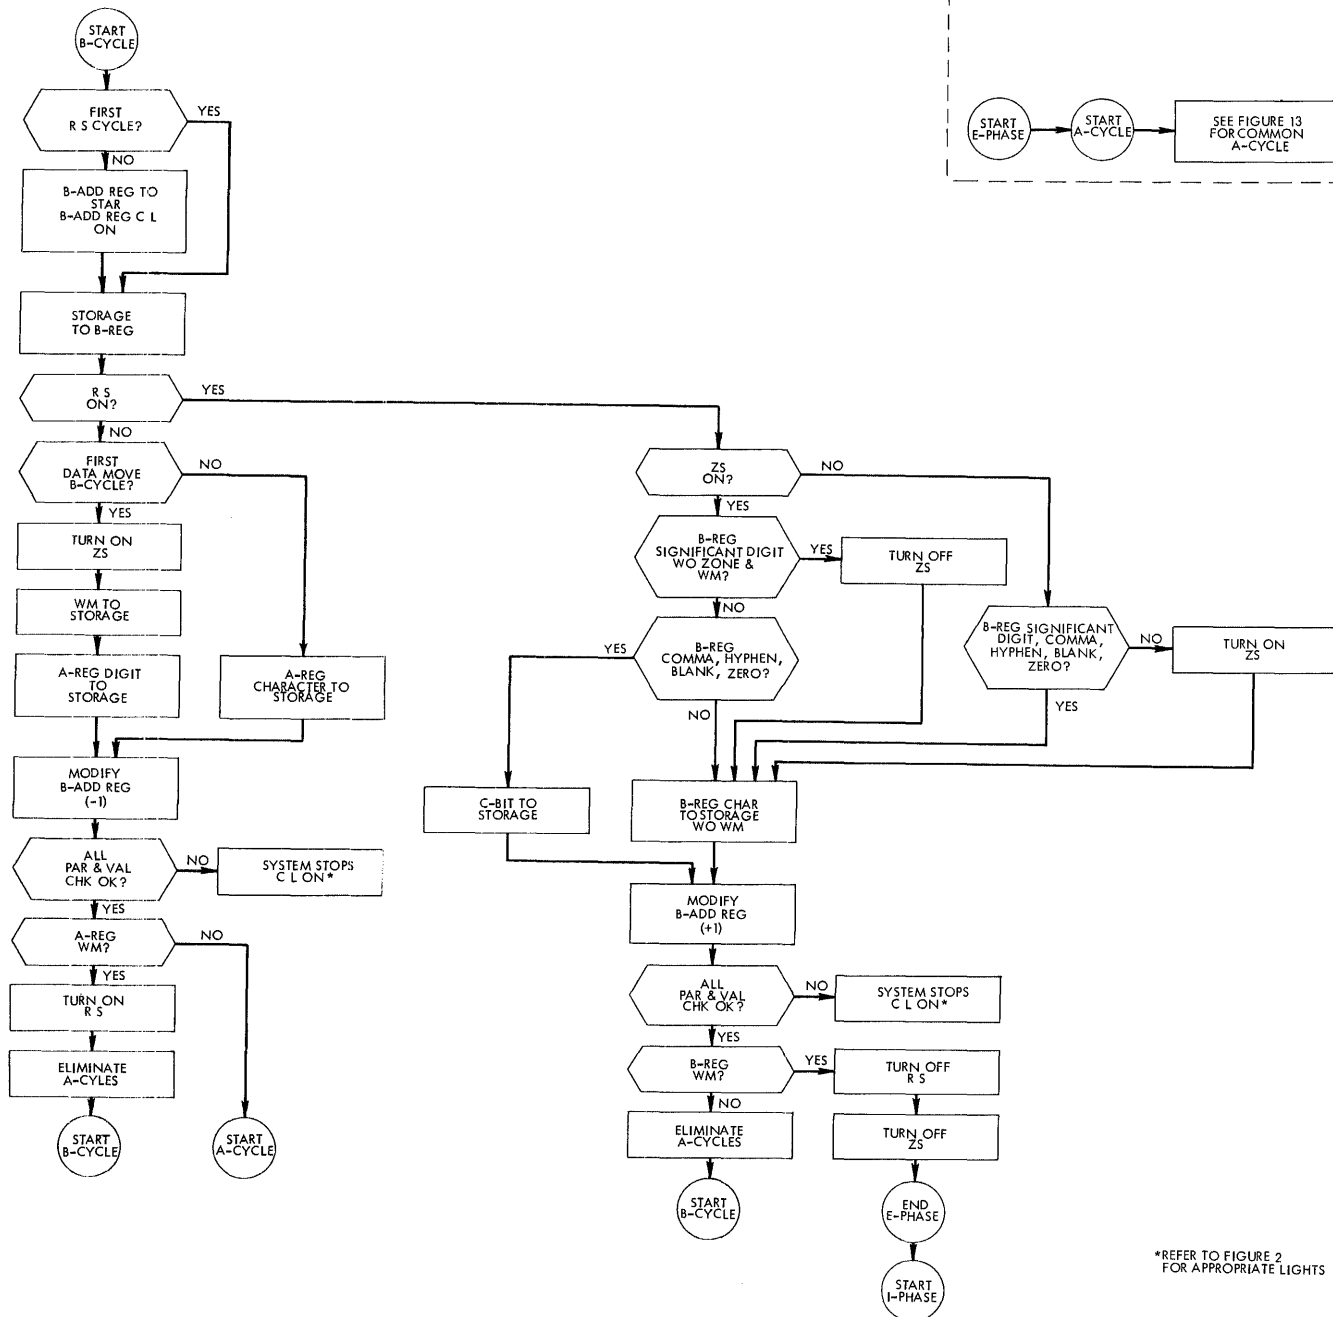 START
B-CYCLE
FIRST
R S CYCLE?
YES
NO
B-ADD REG TO
STAR
B-ADD REG C L
ON
STORAGE
TO B-REG
R S
ON?
YES
NO
FIRST
DATA MOVE
B-CYCLE?
NO
YES
TURN ON
ZS
WM TO
STORAGE
A-REG DIGIT
TO
STORAGE
A-REG
CHARACTER TO
STORAGE
MODIFY
B-ADD REG
(-1)
ALL
PAR & VAL
CHK OK?
NO
SYSTEM STOPS
C L ON*
YES
A-REG
WM?
NO
YES
TURN ON
R S
ELIMINATE
A-CYLES
START
B-CYCLE
START
A-CYCLE
START
E-PHASE
START
A-CYCLE
SEE FIGURE 13
FOR COMMON
A-CYCLE
ZS
ON?
NO
YES
B-REG
SIGNIFICANT DIGIT
WO ZONE &
WM?
YES
TURN OFF
ZS
NO
B-REG
COMMA, HYPHEN,
BLANK, ZERO?
YES
NO
B-REG SIGNIFICANT
DIGIT, COMMA,
HYPHEN, BLANK,
ZERO?
NO
TURN ON
ZS
YES
C-BIT TO
STORAGE
B-REG CHAR
TO STORAGE
WO WM
MODIFY
B-ADD REG
(+1)
ALL
PAR & VAL
CHK OK?
NO
SYSTEM STOPS
C L ON*
YES
B-REG
WM?
YES
TURN OFF
R S
NO
ELIMINATE
A-CYCLES
TURN OFF
ZS
START
B-CYCLE
END
E-PHASE
START
I-PHASE
*REFER TO FIGURE 2
FOR APPROPRIATE LIGHTS